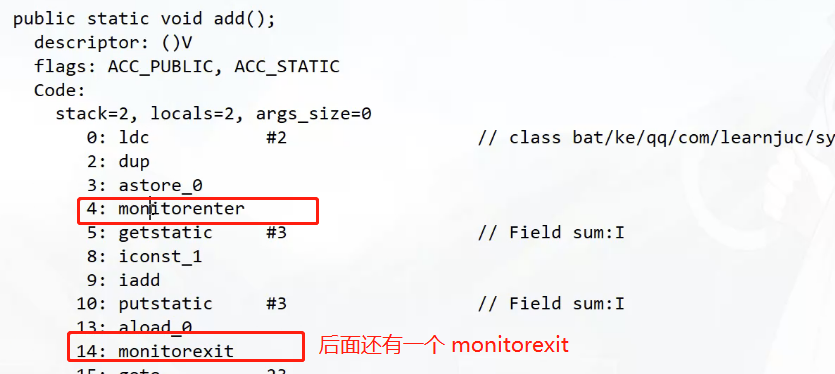 public static void add();
descriptor: ()V
flags: ACC_PUBLIC, ACC_STATIC
Code:
stack=2, locals=2, args_size=0
0: ldc #2 // class bat/ke/qq/com/learnjuc/sy
2: dup
3: astore_0
4: monitorenter
5: getstatic #3 // Field sum:I
8: iconst_1
9: iadd
10: putstatic #3 // Field sum:I
13: aload_0
14: monitorexit 后面还有一个 monitorexit
15: goto 23